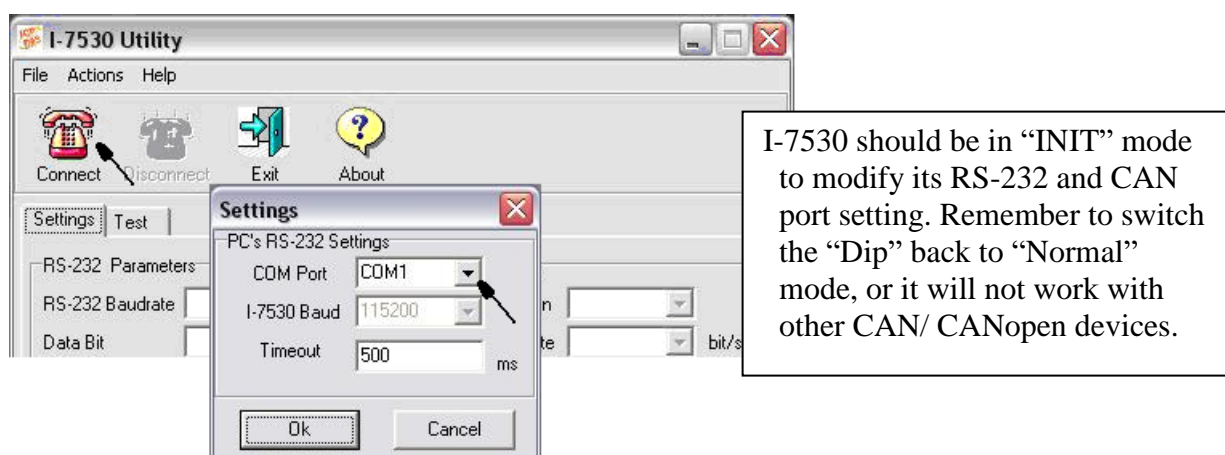 I-7530 Utility
File Actions Help
Connect Disconnect Exit About
Settings Test
RS-232 Parameters
RS-232 Baudrate
Data Bit
Settings
PC's RS-232 Settings
COM Port COM1
I-7530 Baud 115200
Timeout 500 ms
Ok Cancel
bit/s
I-7530 should be in “INIT” mode
to modify its RS-232 and CAN
port setting. Remember to switch
the “Dip” back to “Normal”
mode, or it will not work with
other CAN/ CANopen devices.